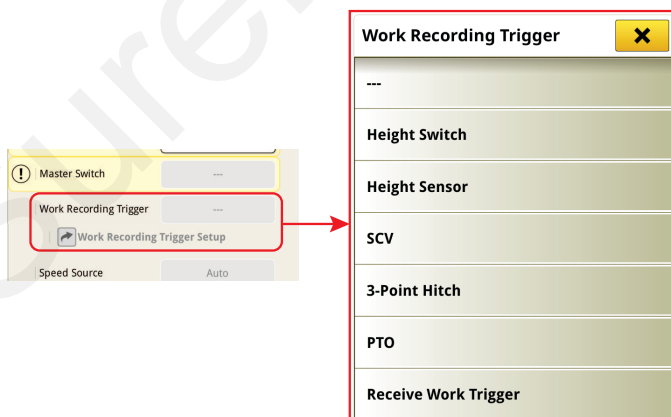 Master Switch
---
Work Recording Trigger
---
Work Recording Trigger Setup
Speed Source
Auto
Work Recording Trigger
---
Height Switch
Height Sensor
SCV
3-Point Hitch
PTO
Receive Work Trigger